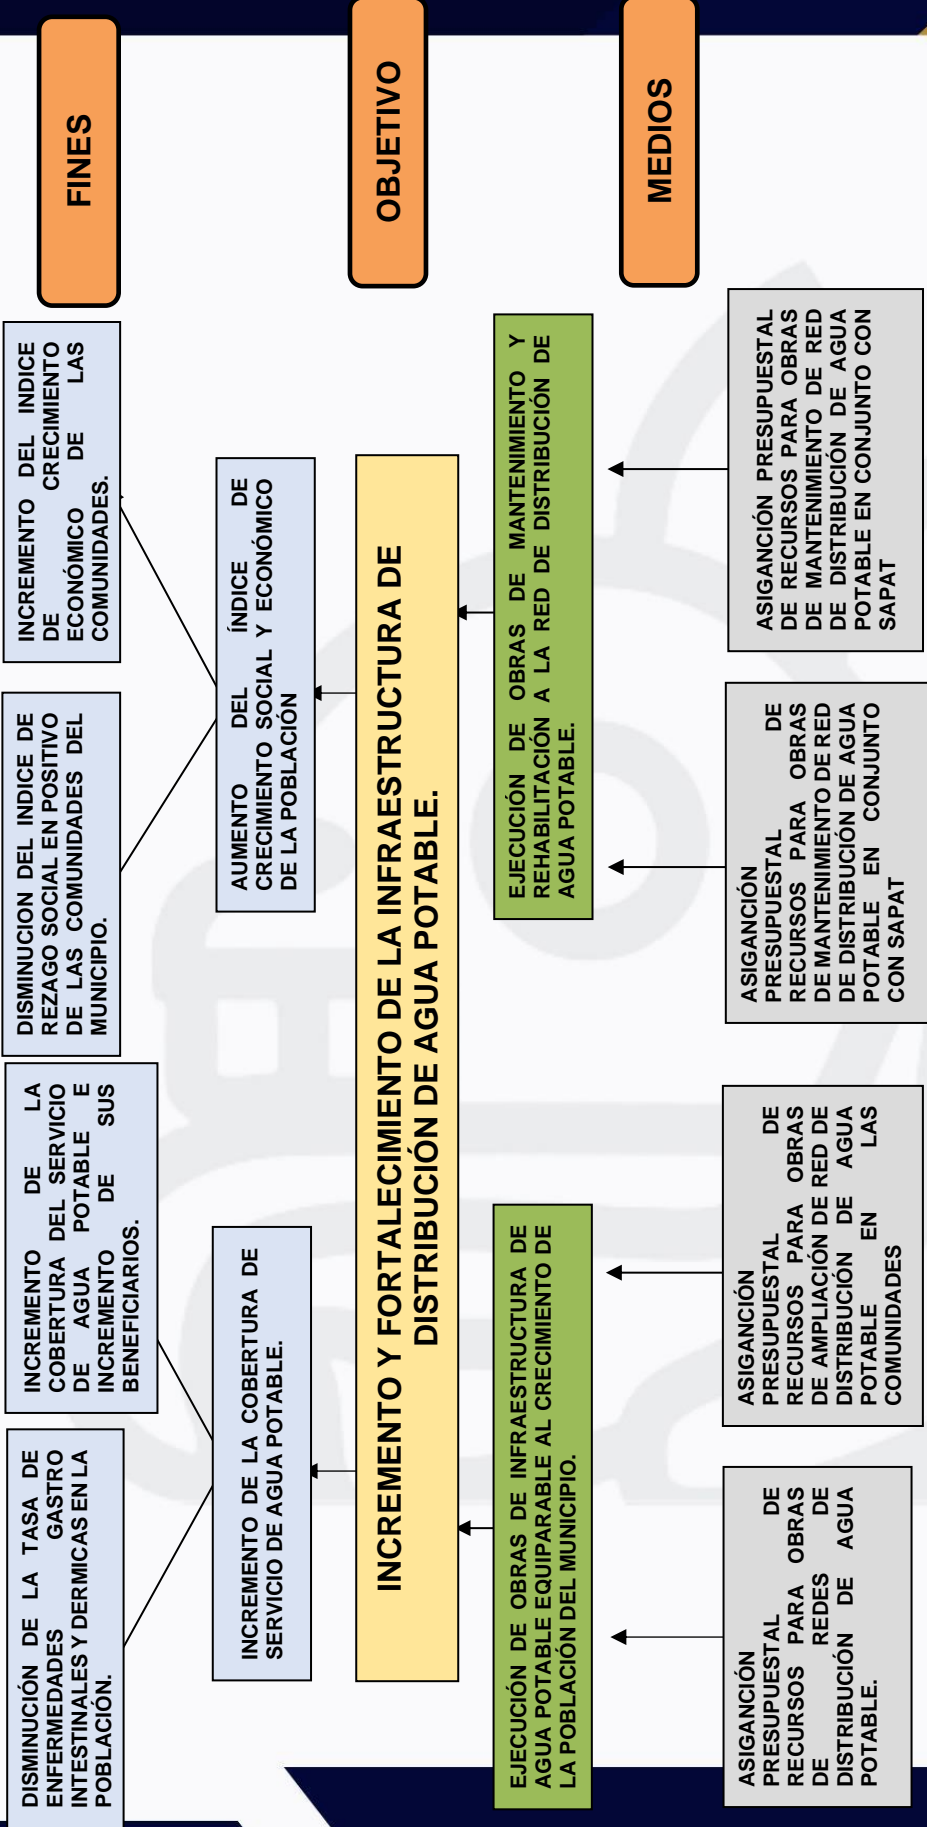 DISMINUCIÓN DE LA TASA DE
ENFERMEDADES GASTRO
INTESTINALES Y DERMICAS EN LA
POBLACIÓN.
INCREMENTO DE LA
COBERTURA DEL SERVICIO
DE AGUA POTABLE E
INCREMENTO DE SUS
BENEFICIARIOS.
DISMINUCION DEL INDICE DE
REZAGO SOCIAL EN POSITIVO
DE LAS COMUNIDADES DEL
MUNICIPIO.
INCREMENTO DEL INDICE
DE CRECIMIENTO
ECONÓMICO DE LAS
COMUNIDADES.
FINES
INCREMENTO DE LA COBERTURA DE
SERVICIO DE AGUA POTABLE.
AUMENTO DEL ÍNDICE DE
CRECIMIENTO SOCIAL Y ECONÓMICO
DE LA POBLACIÓN
INCREMENTO Y FORTALECIMIENTO DE LA INFRAESTRUCTURA DE
DISTRIBUCIÓN DE AGUA POTABLE.
OBJETIVO
EJECUCIÓN DE OBRAS DE INFRAESTRUCTURA DE
AGUA POTABLE EQUIPARABLE AL CRECIMIENTO DE
LA POBLACIÓN DEL MUNICIPIO.
EJECUCIÓN DE OBRAS DE MANTENIMIENTO Y
REHABILITACIÓN A LA RED DE DISTRIBUCIÓN DE
AGUA POTABLE.
MEDIOS
ASIGANCIÓN
PRESUPUESTAL DE
RECURSOS PARA OBRAS
DE REDES DE
DISTRIBUCIÓN DE AGUA
POTABLE.
ASIGANCIÓN
PRESUPUESTAL DE
RECURSOS PARA OBRAS
DE AMPLIACIÓN DE RED DE
DISTRIBUCIÓN DE AGUA
POTABLE EN LAS
COMUNIDADES
ASIGANCIÓN
PRESUPUESTAL DE
RECURSOS PARA OBRAS
DE MANTENIMIENTO DE RED
DE DISTRIBUCIÓN DE AGUA
POTABLE EN CONJUNTO
CON SAPAT
ASIGANCIÓN PRESUPUESTAL
DE RECURSOS PARA OBRAS
DE MANTENIMIENTO DE RED
DE DISTRIBUCIÓN DE AGUA
POTABLE EN CONJUNTO CON
SAPAT